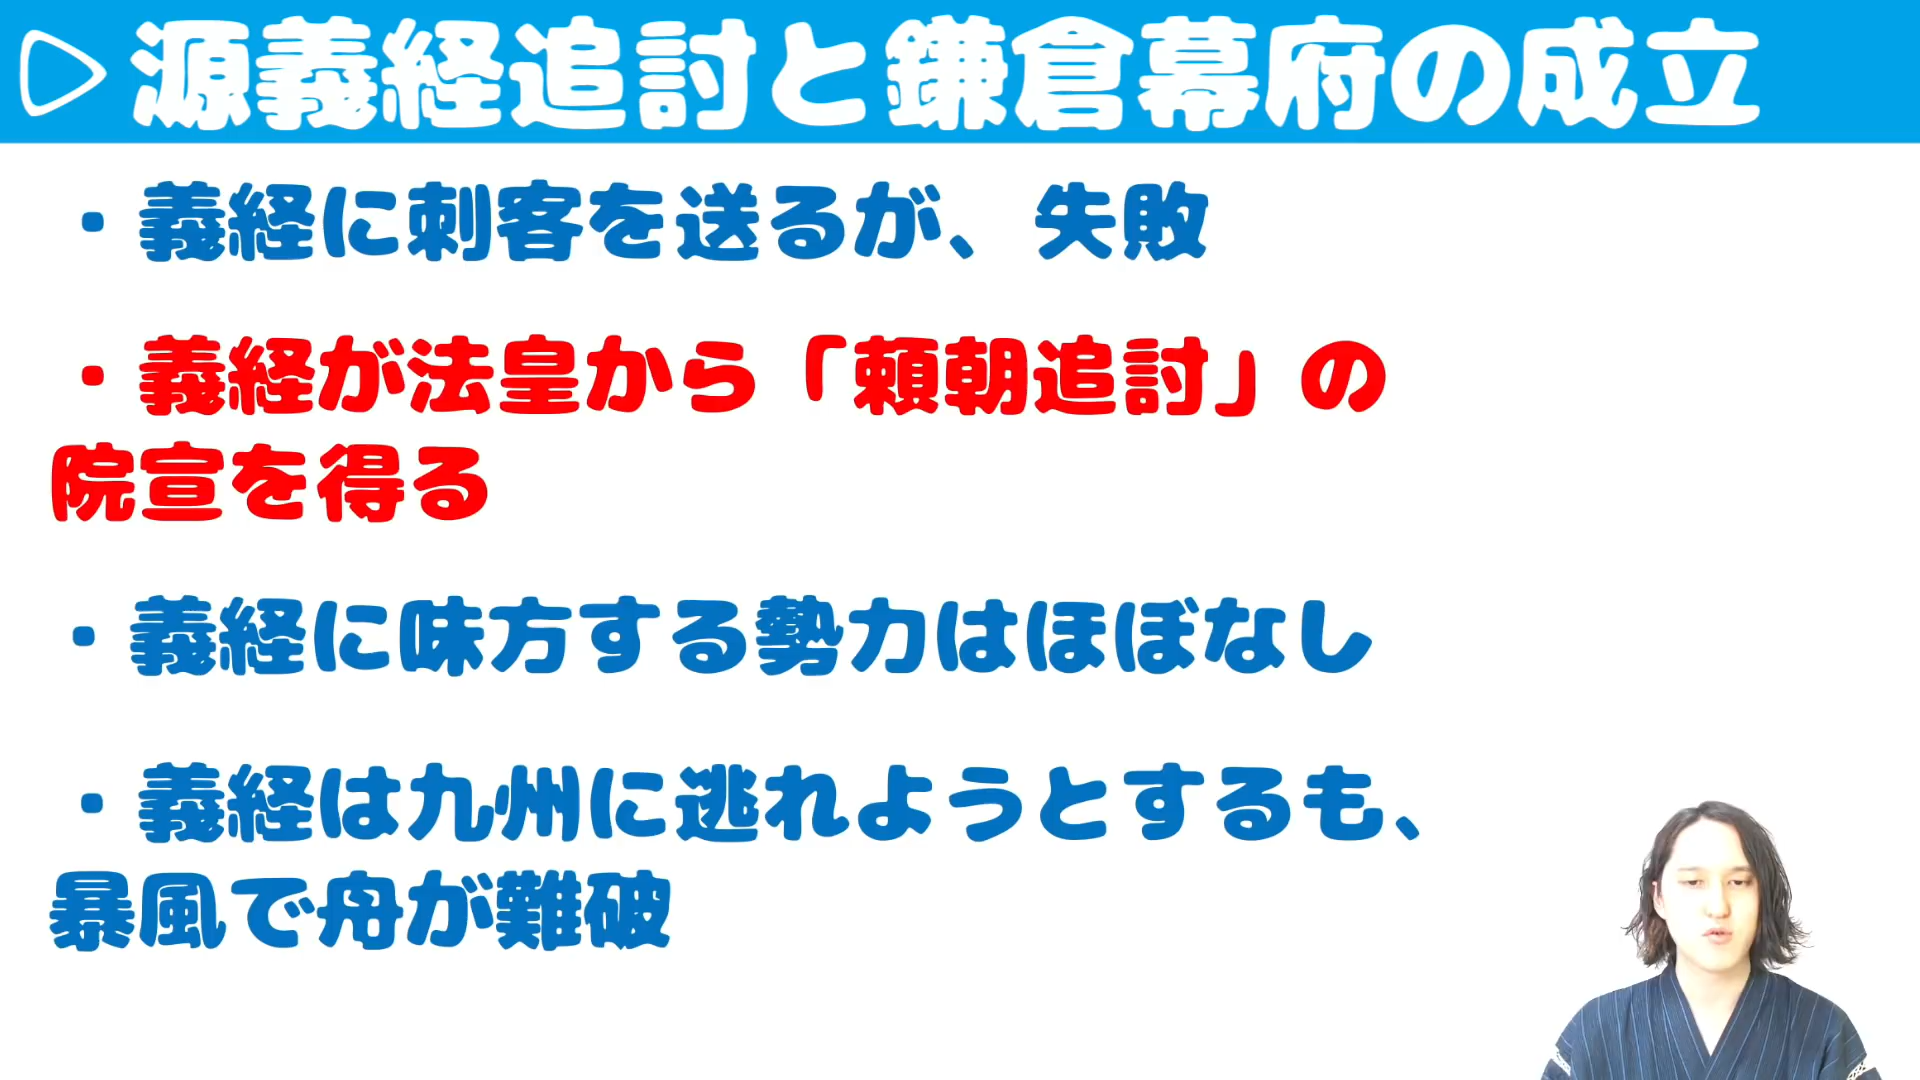 源義経追討と鎌倉幕府の成立
・義経に刺客を送るが、失敗
・義経が法皇から「頼朝追討」の
院宣を得る
・義経に味方する勢力はほぼなし
・義経は九州に逃れようとするも、
暴風で舟が難破